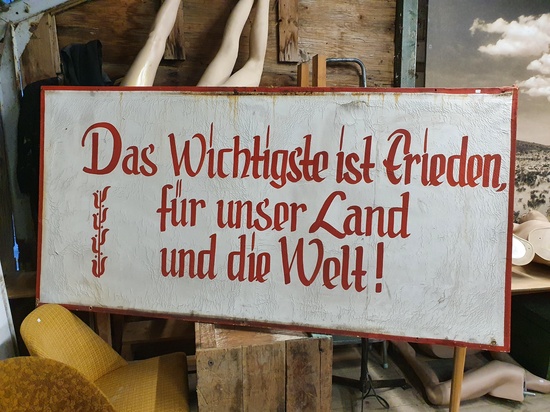 Das Wichtigste ist Frieden,
für unser Land
und die Welt!